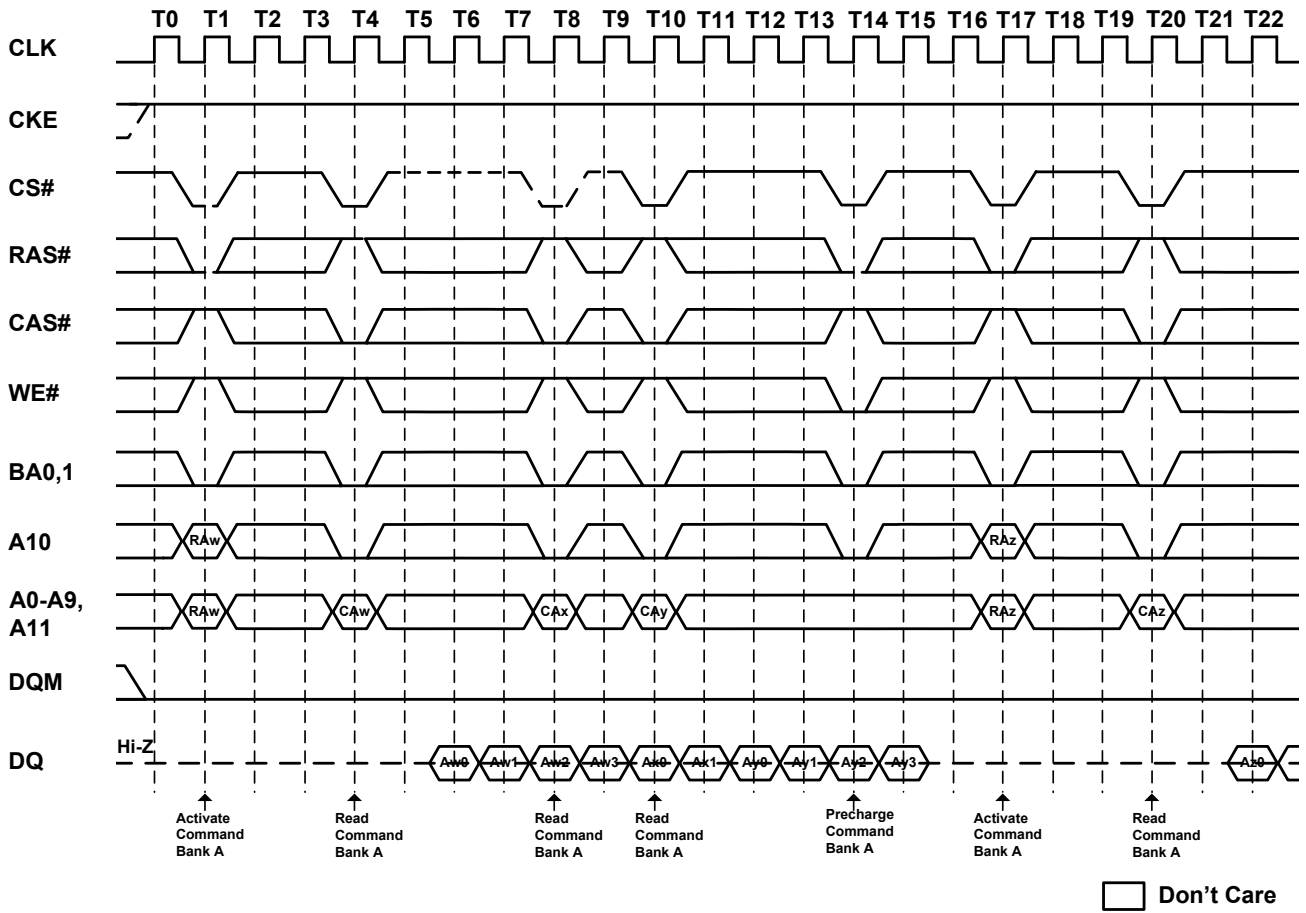 T0 T1 T2 T3 T4 T5 T6 T7 T8 T9 T10 T11 T12 T13 T14 T15 T16 T17 T18 T19 T20 T21 T22
CLK
CKE
CS#
RAS#
CAS#
WE#
BA0,1
A10 RAw RAz
A0-A9,
A11 RAw CAw CAx CAy RAz CAz
DQM
Hi-Z
DQ Aw0 Aw1 Aw2 Aw3 Ax0 Ax1 Ay0 Ay1 Ay2 Ay3 Az0
Activate
Command
Bank A
Read
Command
Bank A
Read
Command
Bank A
Read
Command
Bank A
Precharge
Command
Bank A
Activate
Command
Bank A
Read
Command
Bank A
Don't Care